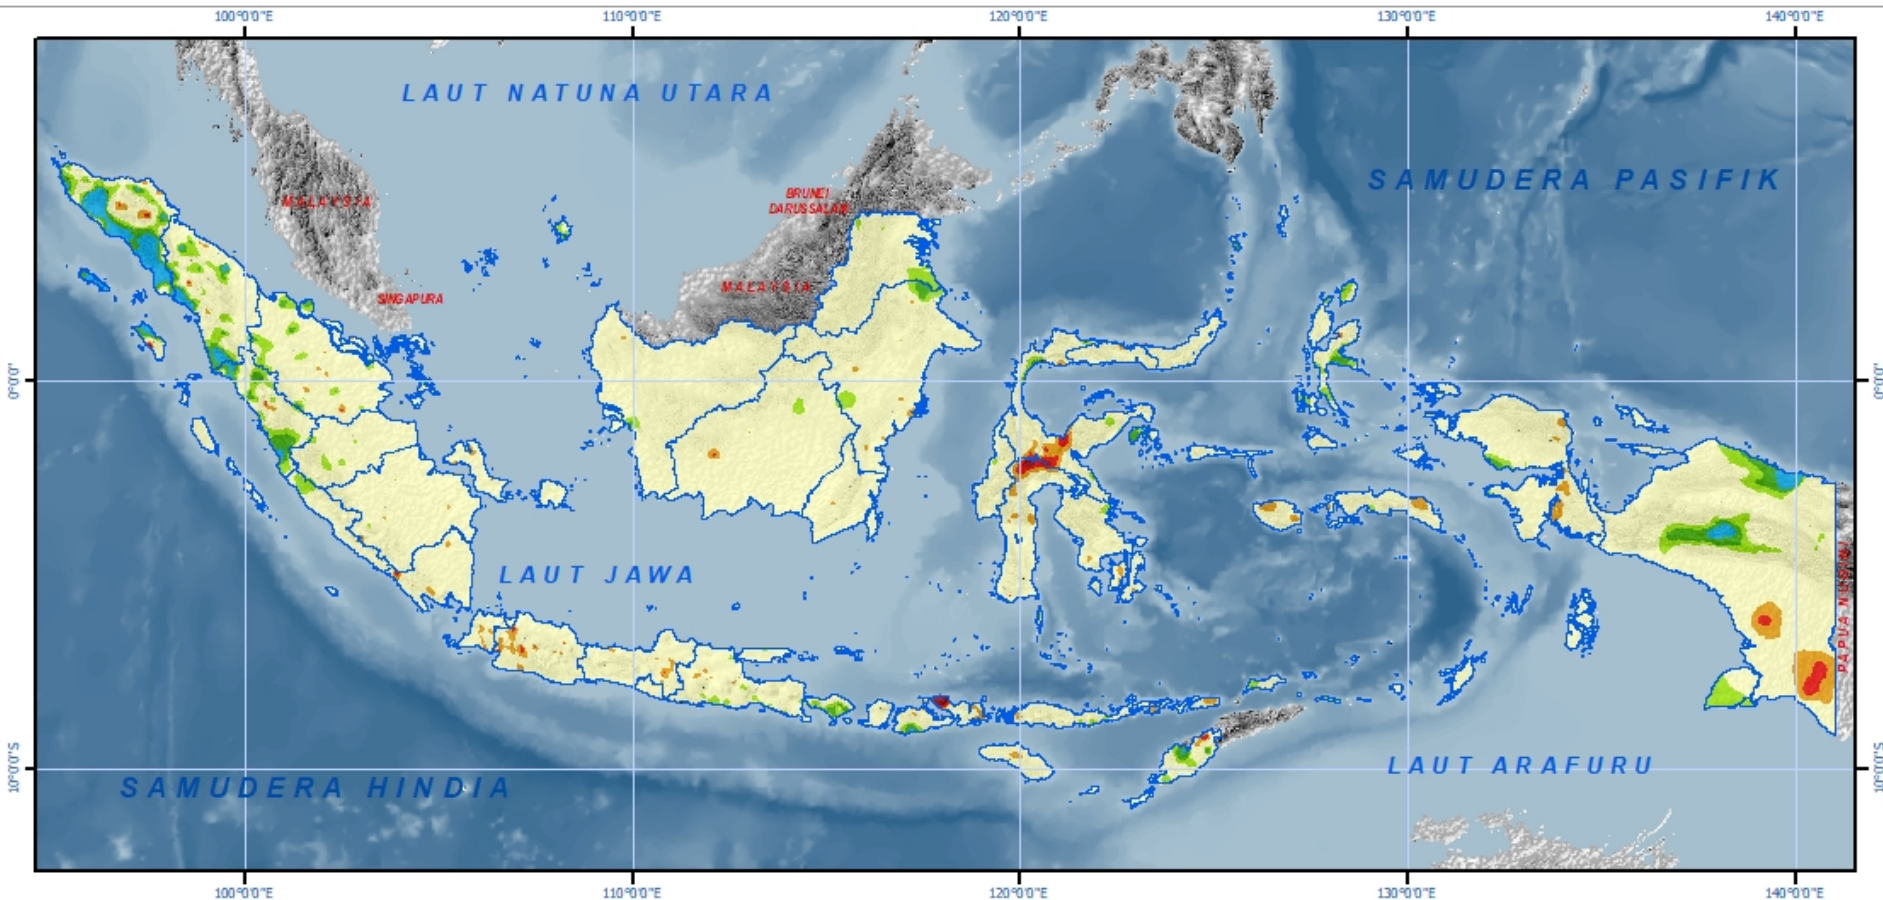 100°0'0"E 110°0'0"E 120°0'0"E 130°0'0"E 140°0'0"E
LAUT NATUNA UTARA
SAMUDERA PASIFIK
BRUNEI
DARUSSALAM
MALAYSIA
MALAYSIA
SINGAPURA
0°0'0" 0°0'0"
LAUT JAWA
PAPUA NUGINI
10°0'0"S 10°0'0"S
LAUT ARAFURU
SAMUDERA HINDIA
100°0'0"E 110°0'0"E 120°0'0"E 130°0'0"E 140°0'0"E